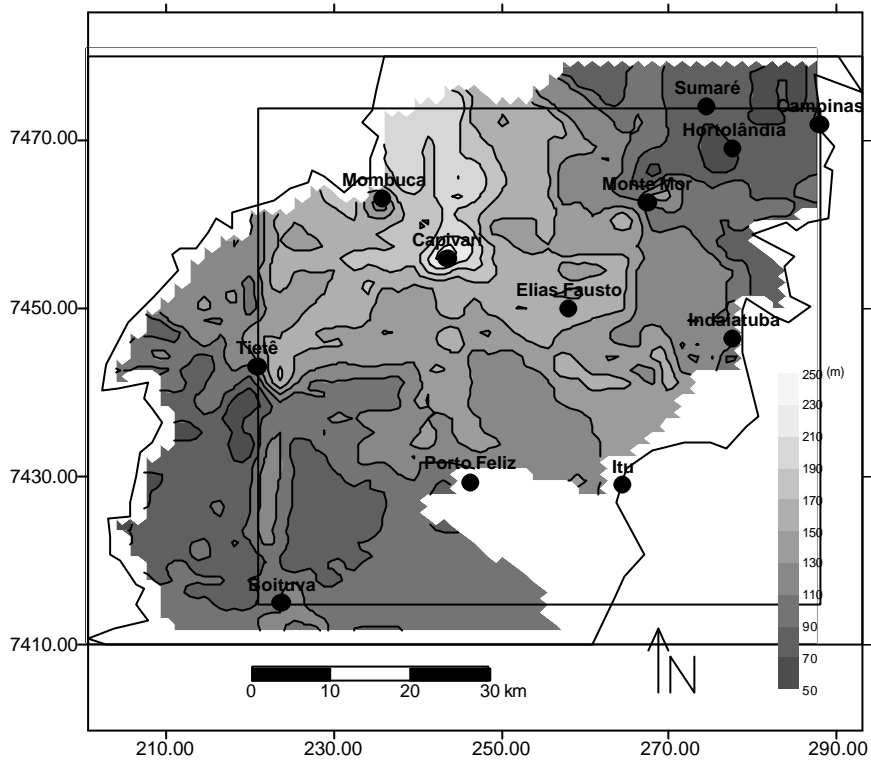 Sumaré
Campinas
7470.00
Hortolândia
Mombuca
Monte Mor
Capivari
Elias Fausto
7450.00
Indaiatuba
Tietê
250 (m)
230
210
7430.00
Porto Feliz
Itu
190
170
150
130
110
Boituva
90
7410.00
70
50
N
0 10 20 30 km
210.00 230.00 250.00 270.00 290.00